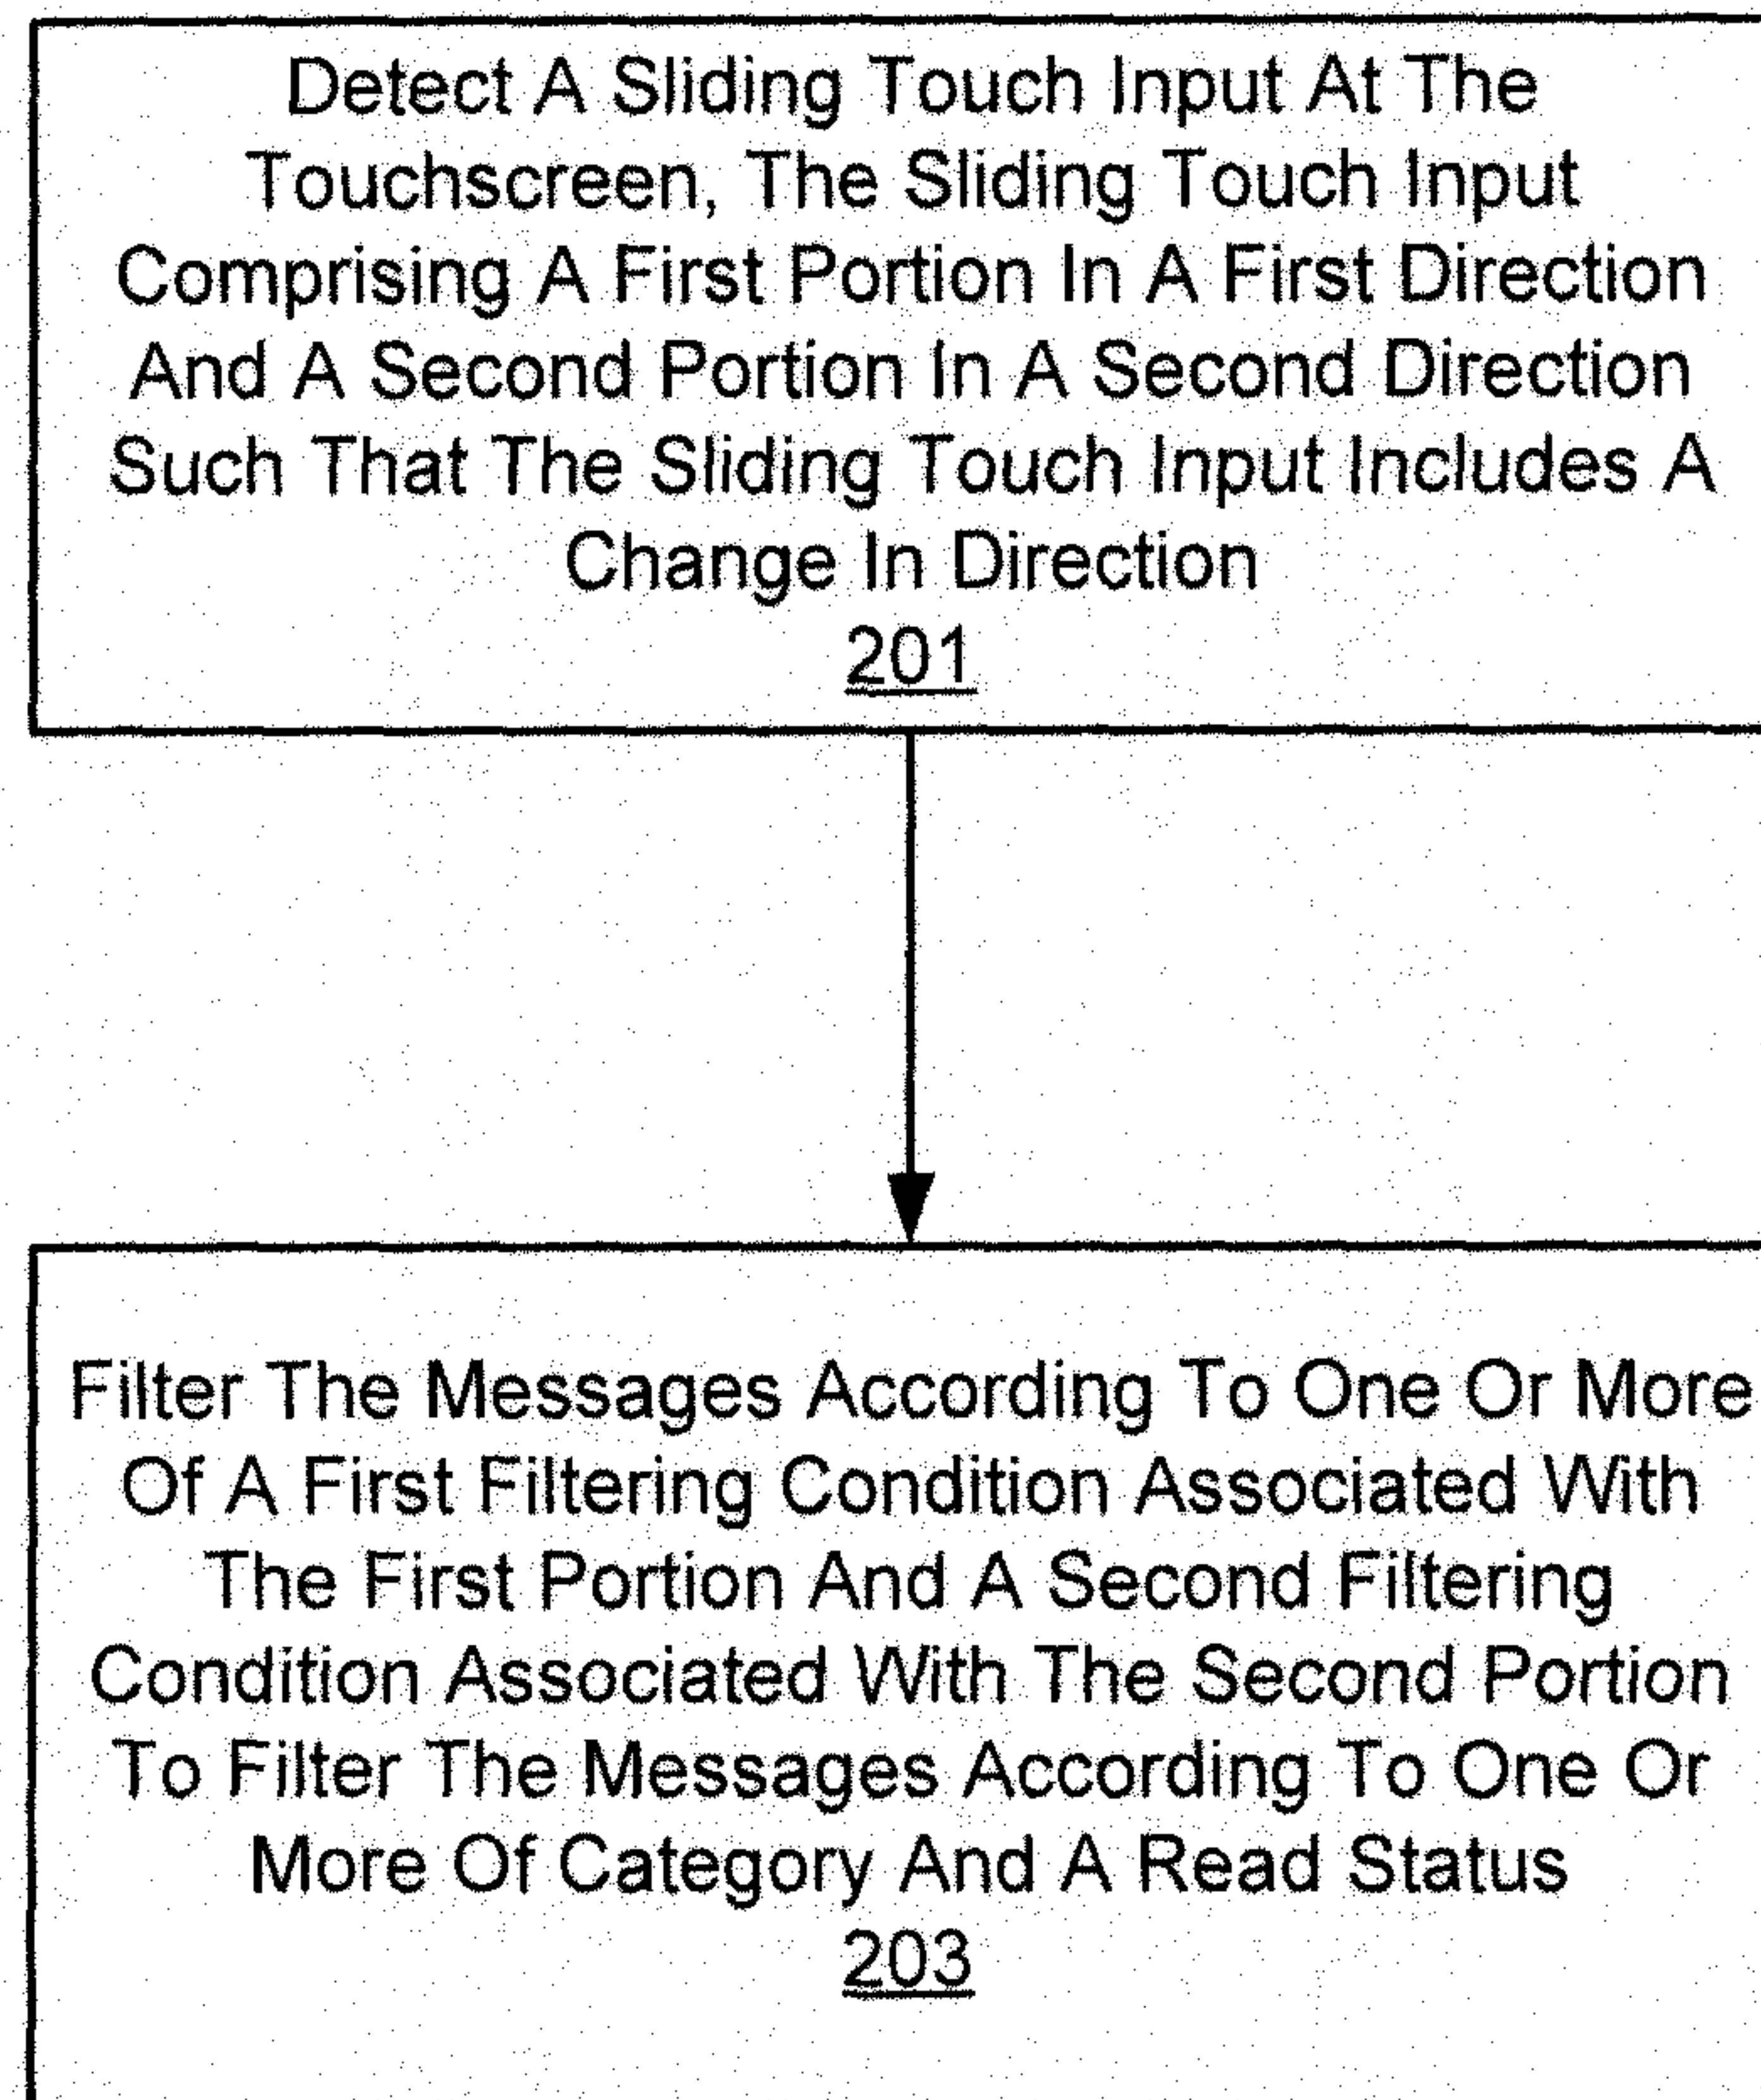 Detect A Sliding Touch Input At The
Touchscreen, The Sliding Touch Input
Comprising A First Portion In A First Direction
And A Second Portion In A Second Direction
Such That The Sliding Touch Input Includes A
Change In Direction
201
Filter The Messages According To One Or More
Of A First Filtering Condition Associated With
The First Portion And A Second Filtering
Condition Associated With The Second Portion
To Filter The Messages According To One Or
More Of Category And A Read Status
203